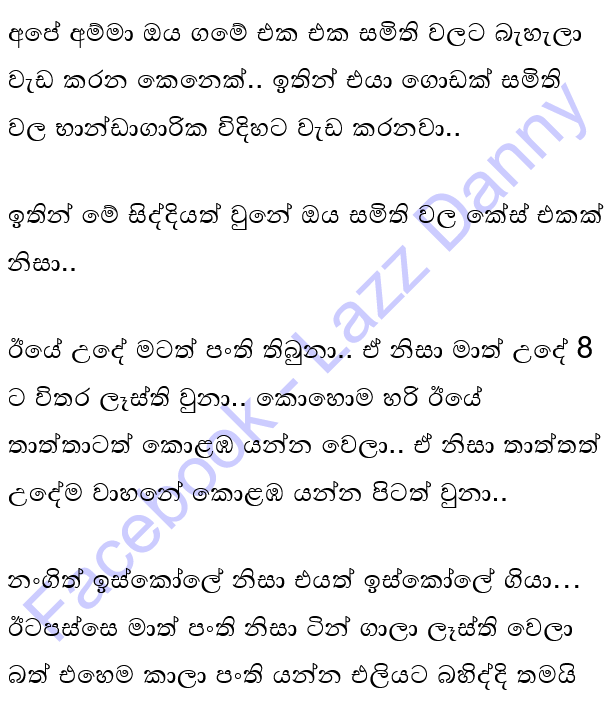 අපේ අම්මා ඔය ගමේ එක එක සමිති වලට බැහැලා
වැඩ කරන කෙනෙක්.. ඉතින් එයා ගොඩක් සමිති
වල භාන්ඩාගාරික විදිහට වැඩ කරනවා..
ඉතින් මේ සිද්දියත් වුනේ ඔය සමිති වල කේස් එකක්
නිසා..
ඊයේ උදේ මටත් පංති තිබුනා.. ඒ නිසා මාත් උදේ 8
ට විතර ලෑස්ති වුනා.. කොහොම හරි ඊයේ
තාත්තාටත් කොළඹ යන්න වෙලා.. ඒ නිසා තාත්තත්
උදේම වාහනේ කොළඹ යන්න පිටත් වුනා..
නංගිත් ඉස්කෝලේ නිසා එයත් ඉස්කෝලේ ගියා...
ඊටපස්සෙ මාත් පංති නිසා ටින් ගාලා ලෑස්ති වෙලා
බත් එහෙම කාලා පංති යන්න එලියට බහිද්දි තමයි
Facebook - Lazz Danny